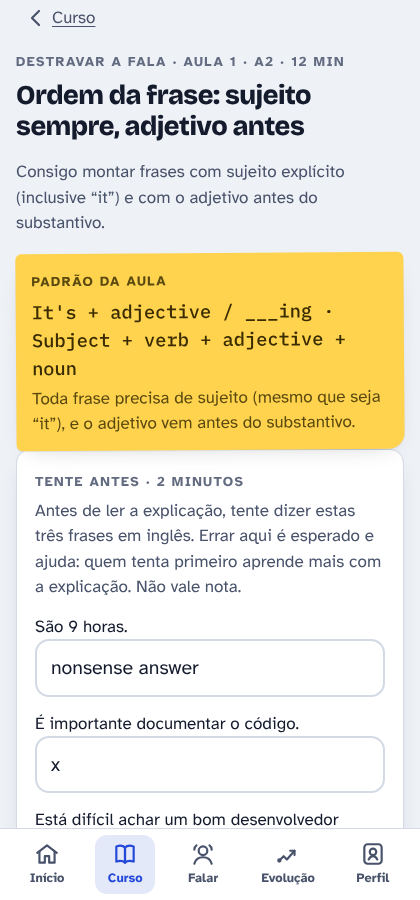 Curso
DESTRAVAR A FALA · AULA 1 · A2 · 12 MIN
Ordem da frase: sujeito
sempre, adjetivo antes
Consigo montar frases com sujeito explícito
(inclusive “it”) e com o adjetivo antes do
substantivo.
PADRÃO DA AULA
It's + adjective / ___ing ·
Subject + verb + adjective +
noun
Toda frase precisa de sujeito (mesmo que seja
“it”), e o adjetivo vem antes do substantivo.
TENTE ANTES · 2 MINUTOS
Antes de ler a explicação, tente dizer estas
três frases em inglês. Errar aqui é esperado e
ajuda: quem tenta primeiro aprende mais com
a explicação. Não vale nota.
São 9 horas.
nonsense answer
É importante documentar o código.
x
Está difícil achar um bom desenvolvedor
Início
Curso
Falar
Evolução
Perfil